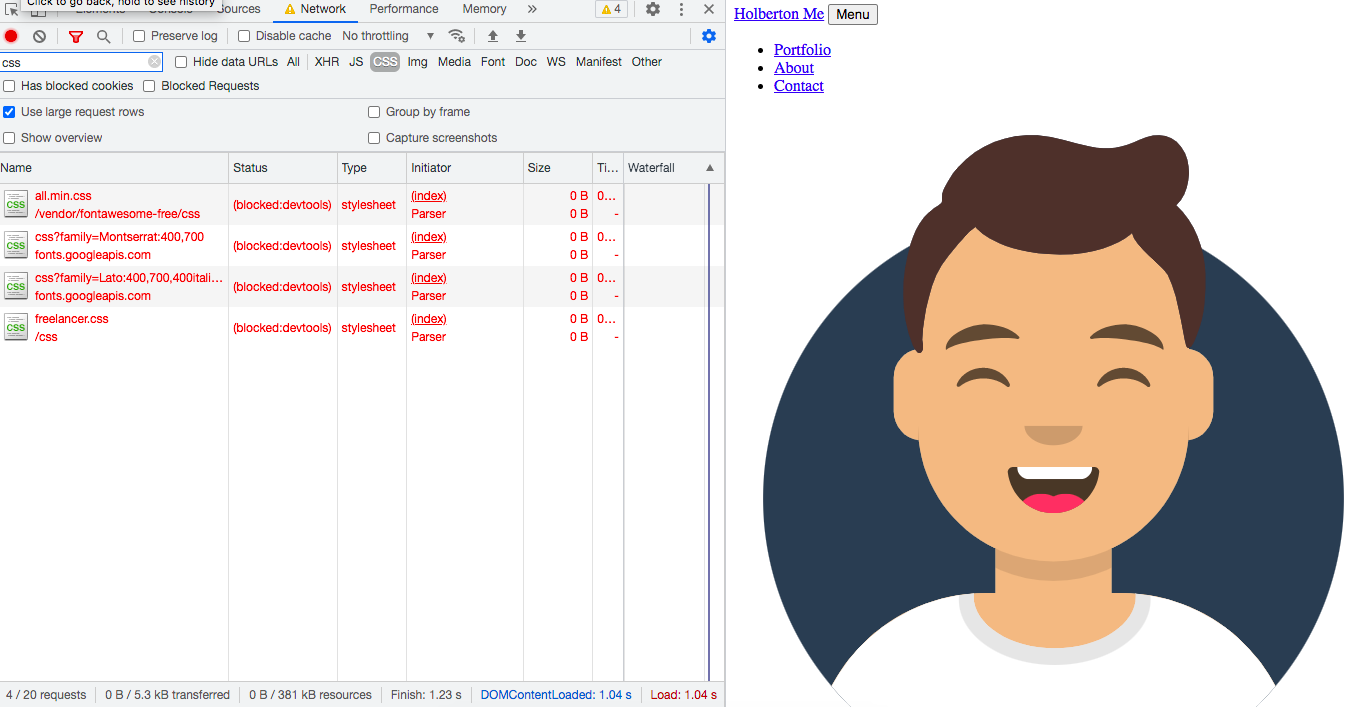 Click to go back, hold to see history
Sources
Network
Performance
Memory
»
4
Preserve log
Disable cache
No throttling
css
Hide data URLs
All
XHR
JS
CSS
Img
Media
Font
Doc
WS
Manifest
Other
Has blocked cookies
Blocked Requests
Use large request rows
Group by frame
Show overview
Capture screenshots
Name
Status
Type
Initiator
Size
Ti...
Waterfall
CSS
all.min.css
/vendor/fontawesome-free/css
(blocked:devtools)
stylesheet
(index)
Parser
0 B
0 B
0...
-
CSS
css?family=Montserrat:400,700
fonts.googleapis.com
(blocked:devtools)
stylesheet
(index)
Parser
0 B
0 B
0...
-
CSS
css?family=Lato:400,700,400itali...
fonts.googleapis.com
(blocked:devtools)
stylesheet
(index)
Parser
0 B
0 B
0...
-
CSS
freelancer.css
/css
(blocked:devtools)
stylesheet
(index)
Parser
0 B
0 B
0...
-
4 / 20 requests
0 B / 5.3 kB transferred
0 B / 381 kB resources
Finish: 1.23 s
DOMContentLoaded: 1.04 s
Load: 1.04 s
Holberton Me
Menu
Portfolio
About
Contact